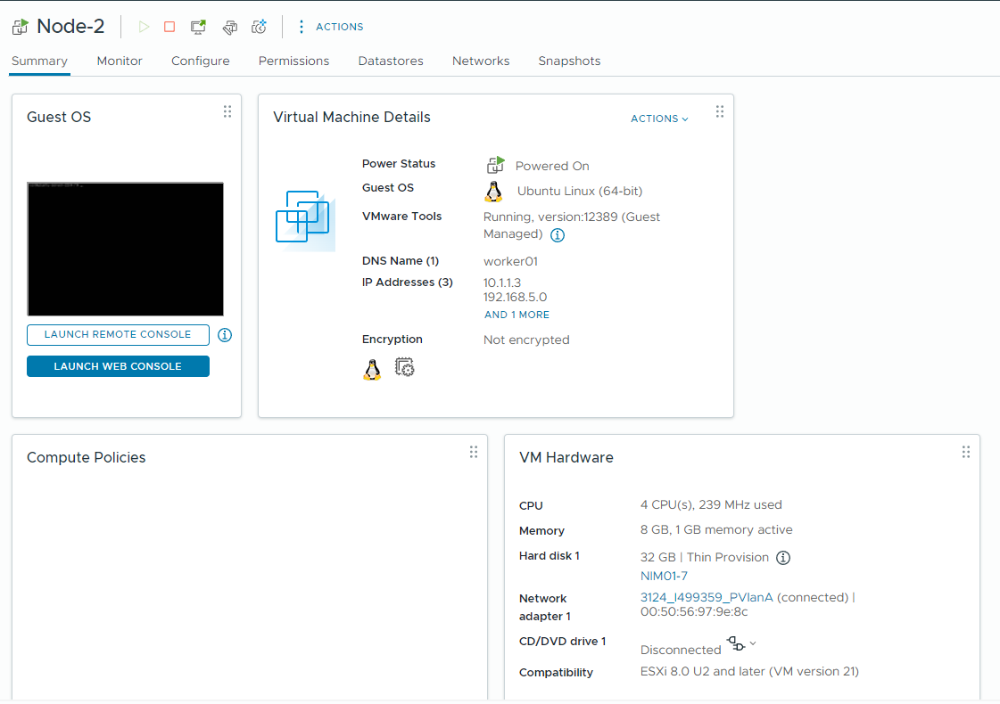 Node-2
ACTIONS
Summary Monitor Configure Permissions Datastores Networks Snapshots
Guest OS
LAUNCH REMOTE CONSOLE
LAUNCH WEB CONSOLE
Virtual Machine Details
ACTIONS
Power Status Powered On
Guest OS Ubuntu Linux (64-bit)
VMware Tools Running, version:12389 (Guest
Managed)
DNS Name (1) worker01
IP Addresses (3) 10.1.1.3
192.168.5.0
AND 1 MORE
Encryption Not encrypted
Compute Policies
VM Hardware
CPU 4 CPU(s), 239 MHz used
Memory 8 GB, 1 GB memory active
Hard disk 1 32 GB | Thin Provision
NIM01-7
Network 3124_I499359_PVlanA (connected) |
adapter 1 00:50:56:97:9e:8c
CD/DVD drive 1 Disconnected
Compatibility ESXi 8.0 U2 and later (VM version 21)